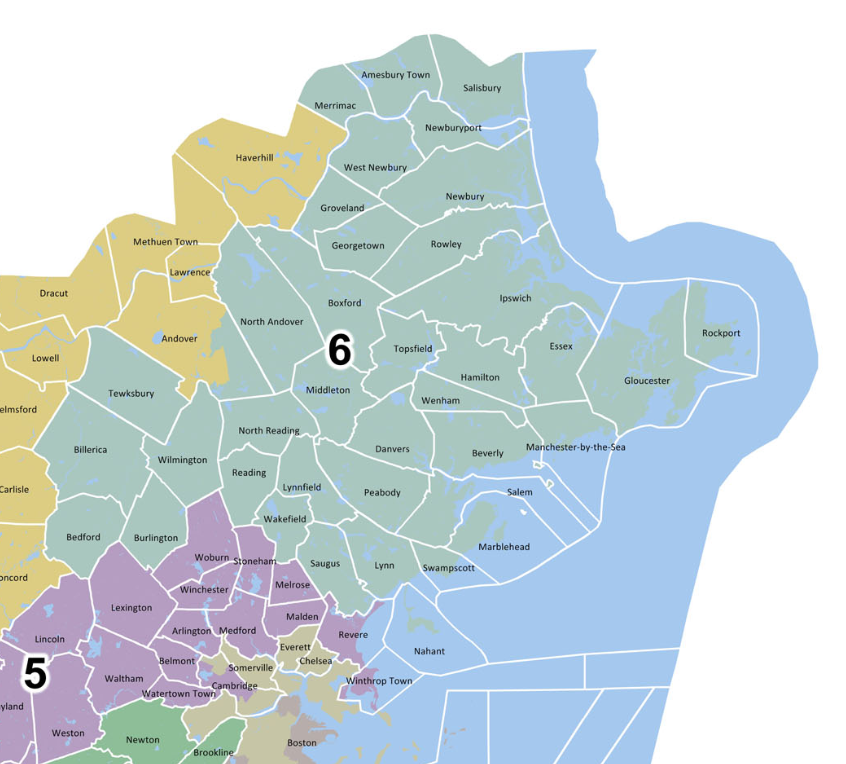 Amesbury Town
Salisbury
Merrimac
Newburyport
Haverhill
West Newbury
Newbury
Groveland
Methuen Town
Georgetown
Rowley
Lawrence
Dracut
Ipswich
Boxford
North Andover
Rockport
Andover
6
Topsfield
Essex
Lowell
Hamilton
Gloucester
Tewksbury
Middleton
Wenham
elmsford
North Reading
Billerica
Danvers
Manchester-by-the-Sea
Beverly
Wilmington
Reading
Lynnfield
Carlisle
Peabody
Salem
Wakefield
Bedford
Burlington
Marblehead
Woburn
Stoneham
Saugus
Lynn
Swampscott
oncord
Melrose
Winchester
Lexington
Malden
Arlington
Medford
Revere
Lincoln
Everett
Nahant
Belmont
Chelsea
Somerville
5
Waltham
Cambridge
Winthrop Town
Watertown Town
yland
Weston
Newton
Boston
Brookline